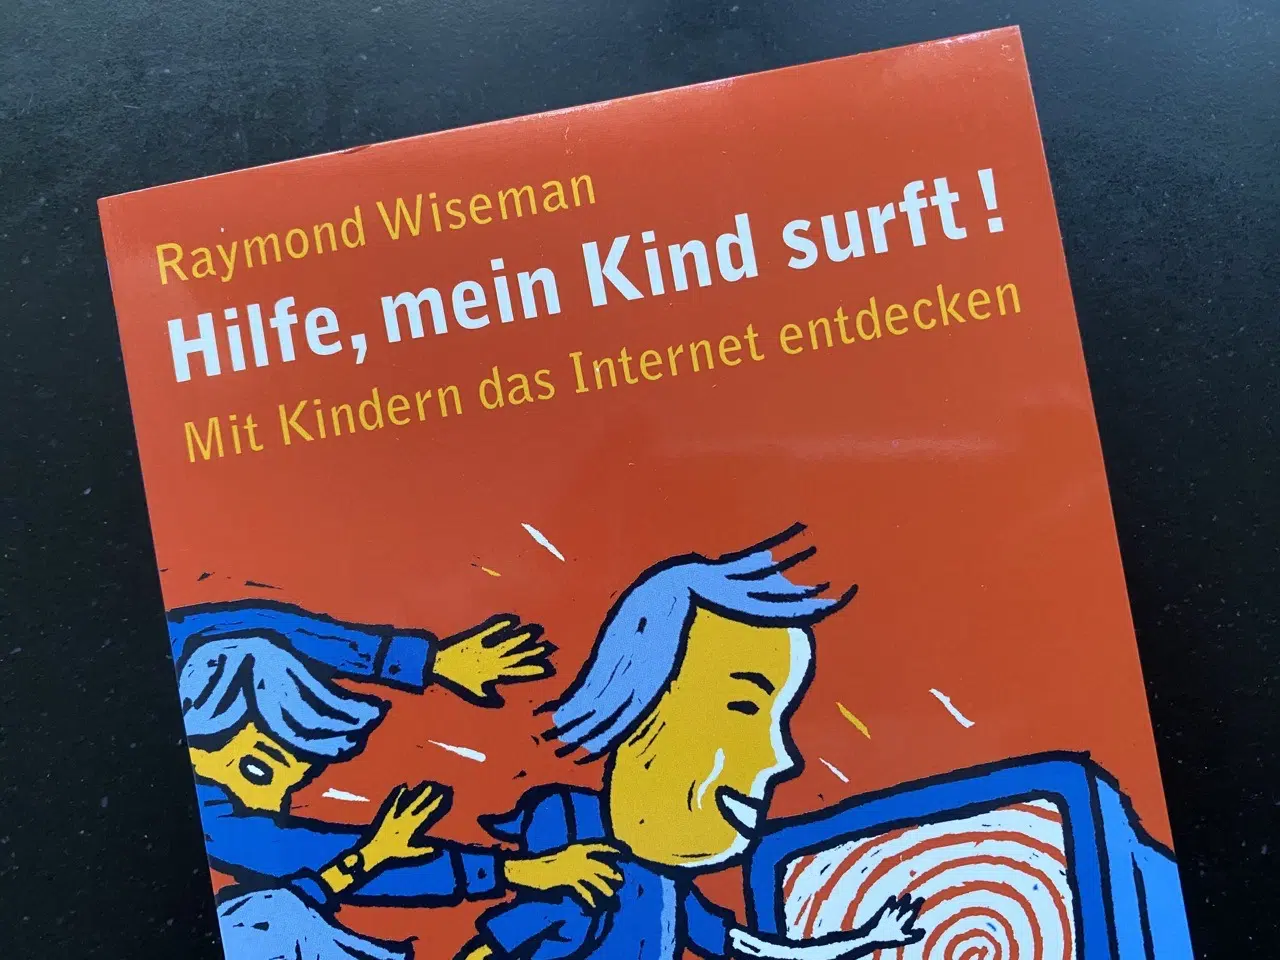 Raymond Wiseman
Hilfe, mein Kind surft!
Mit Kindern das Internet entdecken